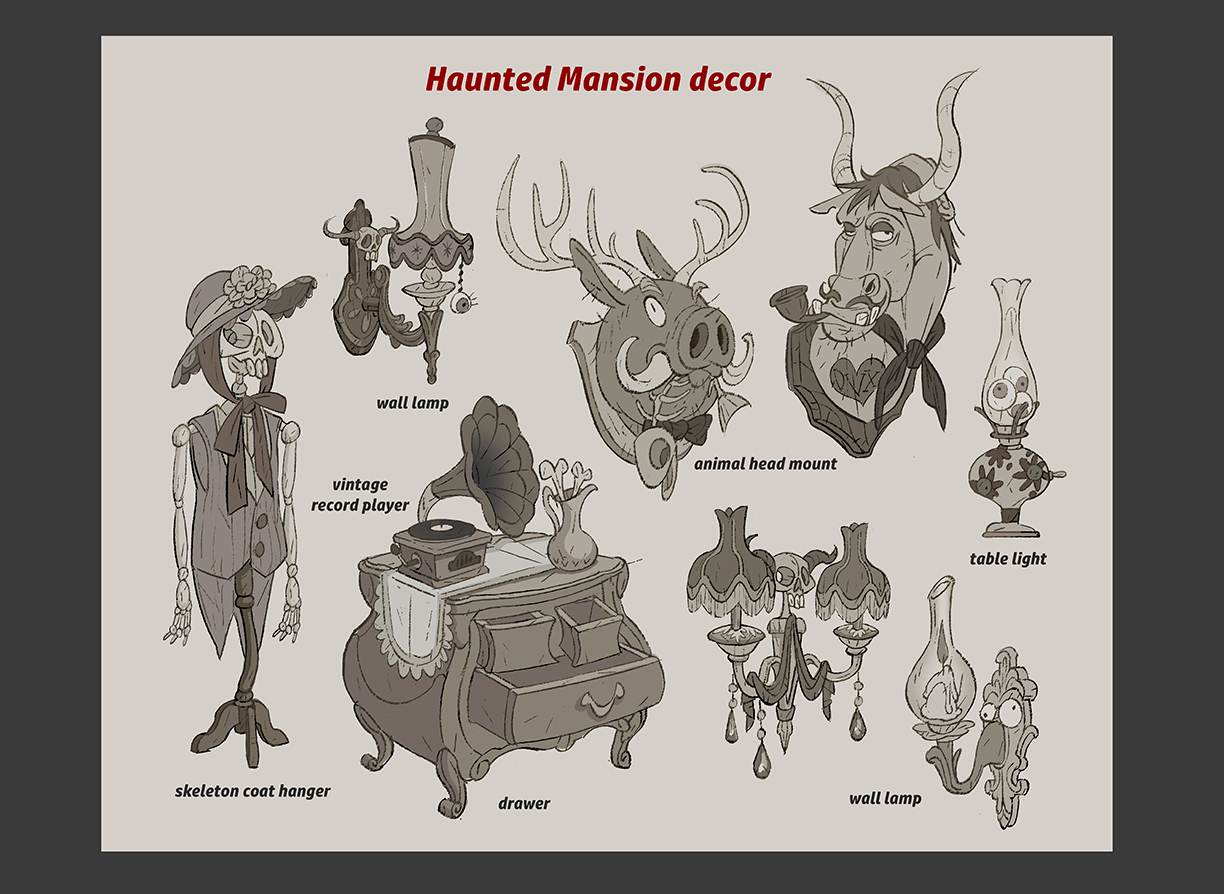 Haunted Mansion decor
wall lamp
vintage
record player
animal head mount
table light
skeleton coat hanger
drawer
wall lamp